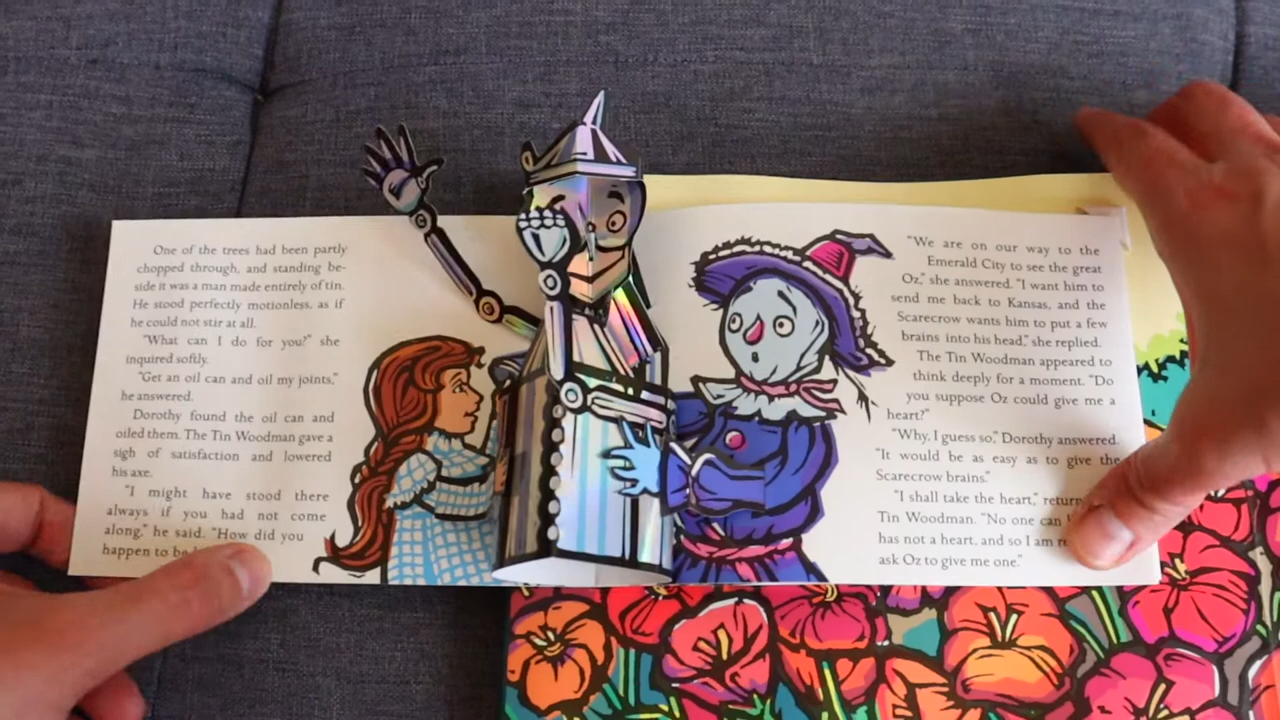 One of the trees had been partly
chopped through, and standing be-
side it was a man made entirely of tin.
He stood perfectly motionless, as if
he could not stir at all.
"What can I do for you?" she
inquired softly.
"Get an oil can and oil my joints,"
he answered.
Dorothy found the oil can and
oiled them. The Tin Woodman gave a
sigh of satisfaction and lowered
his axe.
"I might have stood there
always if you had not come
along," he said. "How did you
happen to be
"We are on our way to the
Emerald City to see the great
Oz," she answered. "I want him to
send me back to Kansas, and the
Scarecrow wants him to put a few
brains into his head," she replied.
The Tin Woodman appeared to
think deeply for a moment. "Do
you suppose Oz could give me a
heart?"
"Why, I guess so," Dorothy answered.
"It would be as easy as to give the
Scarecrow brains."
"I shall take the heart," return
Tin Woodman. "No one can
has not a heart, and so I am
ask Oz to give me one."